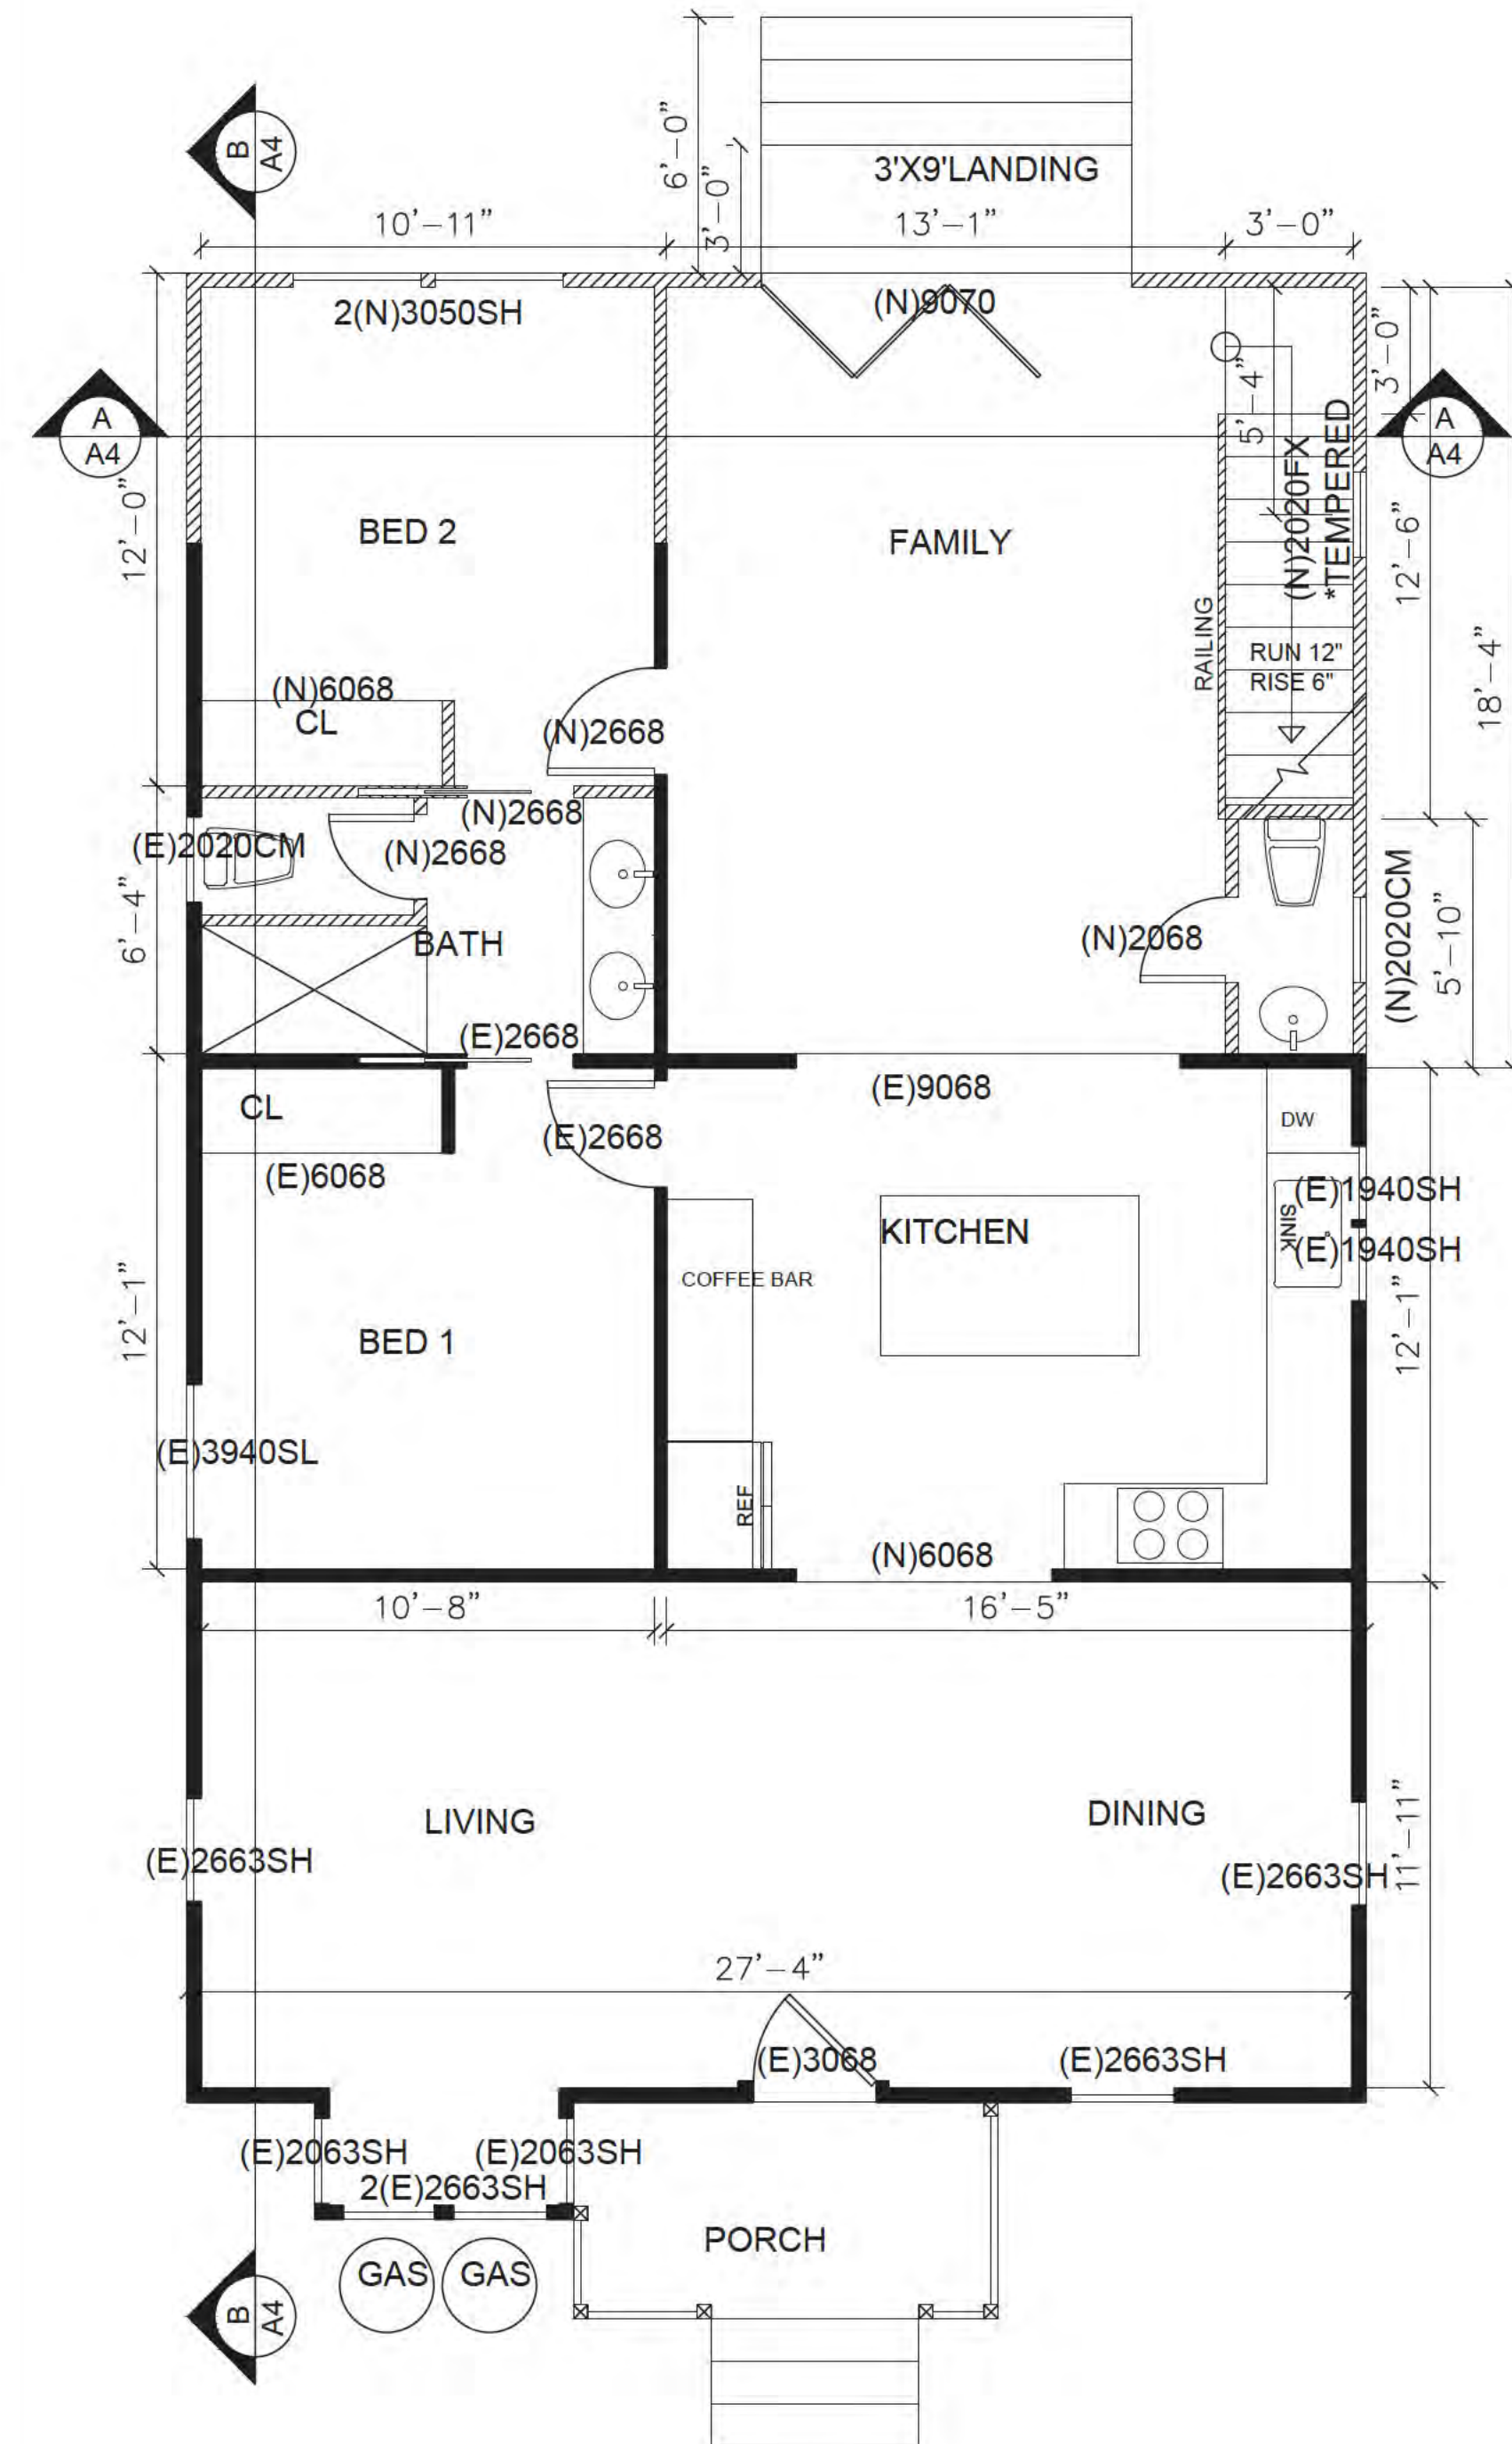 6'-0"
3'-0"
B
A4
3'X9'LANDING
10'-11"
13'-1"
3'-0"
2(N)3050SH
(N)9070
3'-0"
5'-4"
A
A4
A
A4
(N)2020FX
*TEMPERED
12'-0"
BED 2
FAMILY
12'-6"
RAILING
RUN 12"
RISE 6"
18'-4"
(N)6068
CL
(N)2668
(N)2668
(E)2020CM
(N)2668
6'-4"
BATH
(N)2068
(N)2020CM
5'-10"
(E)2668
CL
(E)9068
DW
(E)2668
(E)6068
(E)1940SH
SINK
KITCHEN
(E)1940SH
COFFEE BAR
12'-1"
12'-1"
BED 1
(E)3940SL
REF
(N)6068
10'-8"
16'-5"
LIVING
DINING
11'-11"
(E)2663SH
(E)2663SH
27'-4"
(E)3068
(E)2663SH
(E)2063SH
(E)2063SH
2(E)2663SH
PORCH
GAS
GAS
B
A4